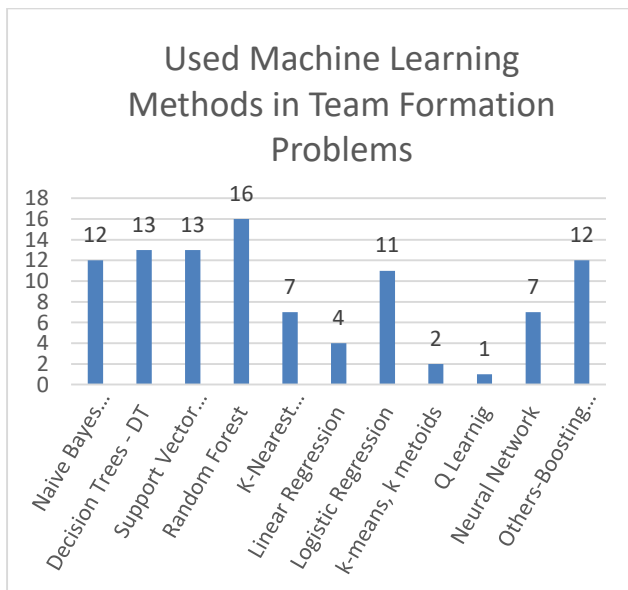 Used Machine Learning
Methods in Team Formation
Problems
18
16
14
12
10
8
6
4
2
0
12
13
13
16
7
4
11
2
1
7
12
Naive Bayes...
Decision Trees - DT
Support Vector...
Random Forest
K-Nearest...
Linear Regression
Logistic Regression
k-means, k metoids
Q Learnig
Neural Network
Others-Boosting...